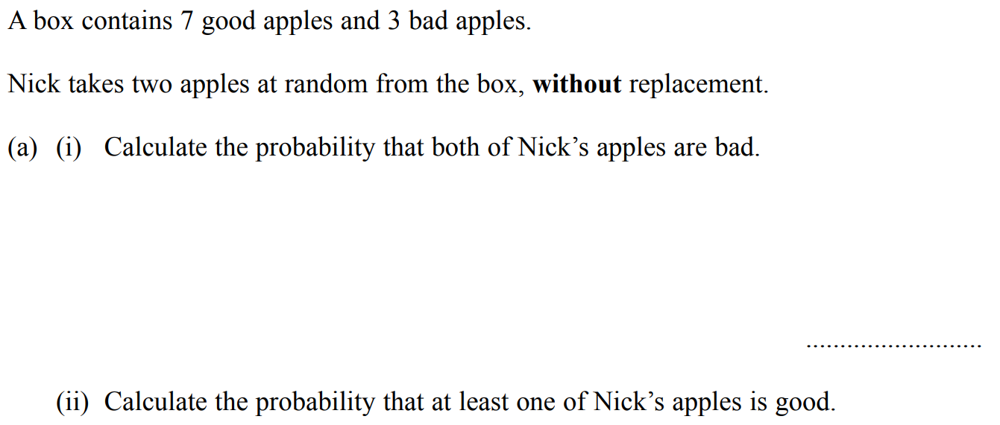 A box contains 7 good apples and 3 bad apples.
Nick takes two apples at random from the box, without replacement.
(a) (i) Calculate the probability that both of Nick’s apples are bad.
...........................
(ii) Calculate the probability that at least one of Nick’s apples is good.